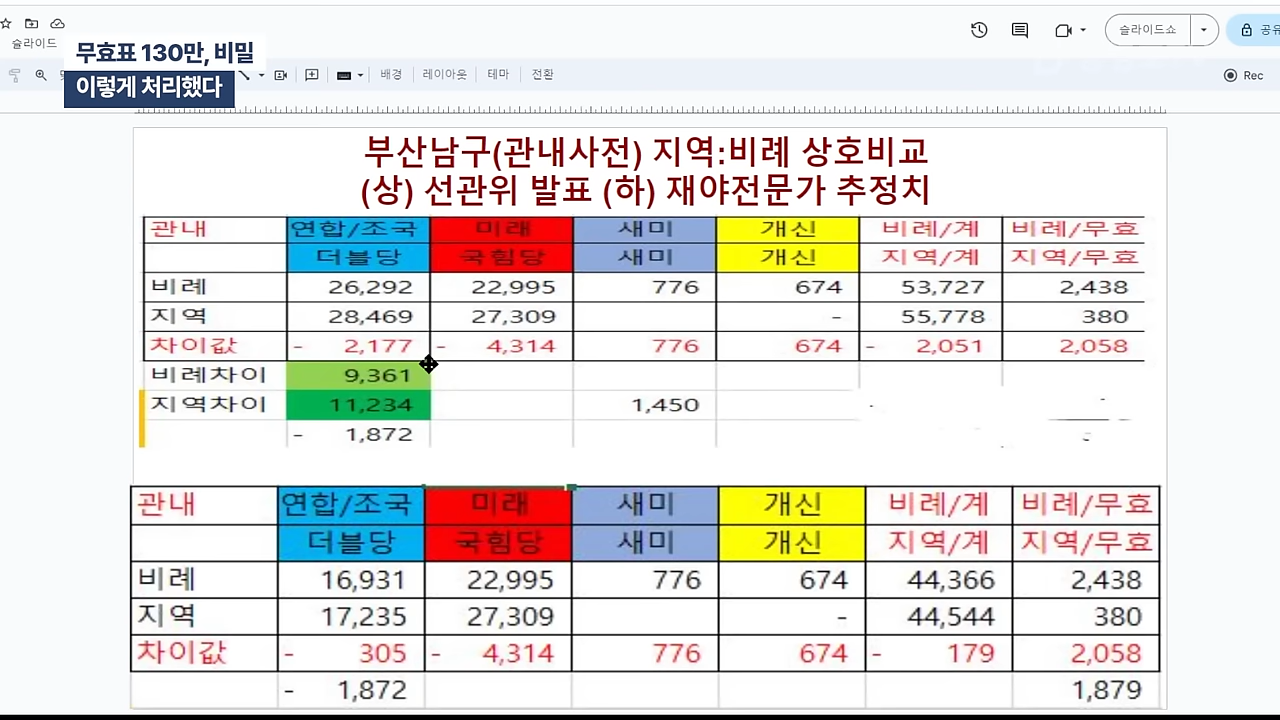 슬라이드
무효표 130만, 비밀
이렇게 처리했다
배경 레이아웃 테마 전환
슬라이드쇼
공유
Rec
부산남구(관내사전) 지역:비례 상호비교
(상) 선관위 발표 (하) 재야전문가 추정치
관내 연합/조국 미래 새미 개신 비례/계 비례/무효
더블당 국힘당 새미 개신 지역/계 지역/무효
비례 26,292 22,995 776 674 53,727 2,438
지역 28,469 27,309 - 55,778 380
차이값 - 2,177 - 4,314 776 674 - 2,051 2,058
비례차이 9,361
지역차이 11,234 1,450
- 1,872
관내 연합/조국 미래 새미 개신 비례/계 비례/무효
더블당 국힘당 새미 개신 지역/계 지역/무효
비례 16,931 22,995 776 674 44,366 2,438
지역 17,235 27,309 - 44,544 380
차이값 - 305 - 4,314 776 674 - 179 2,058
- 1,872 1,879